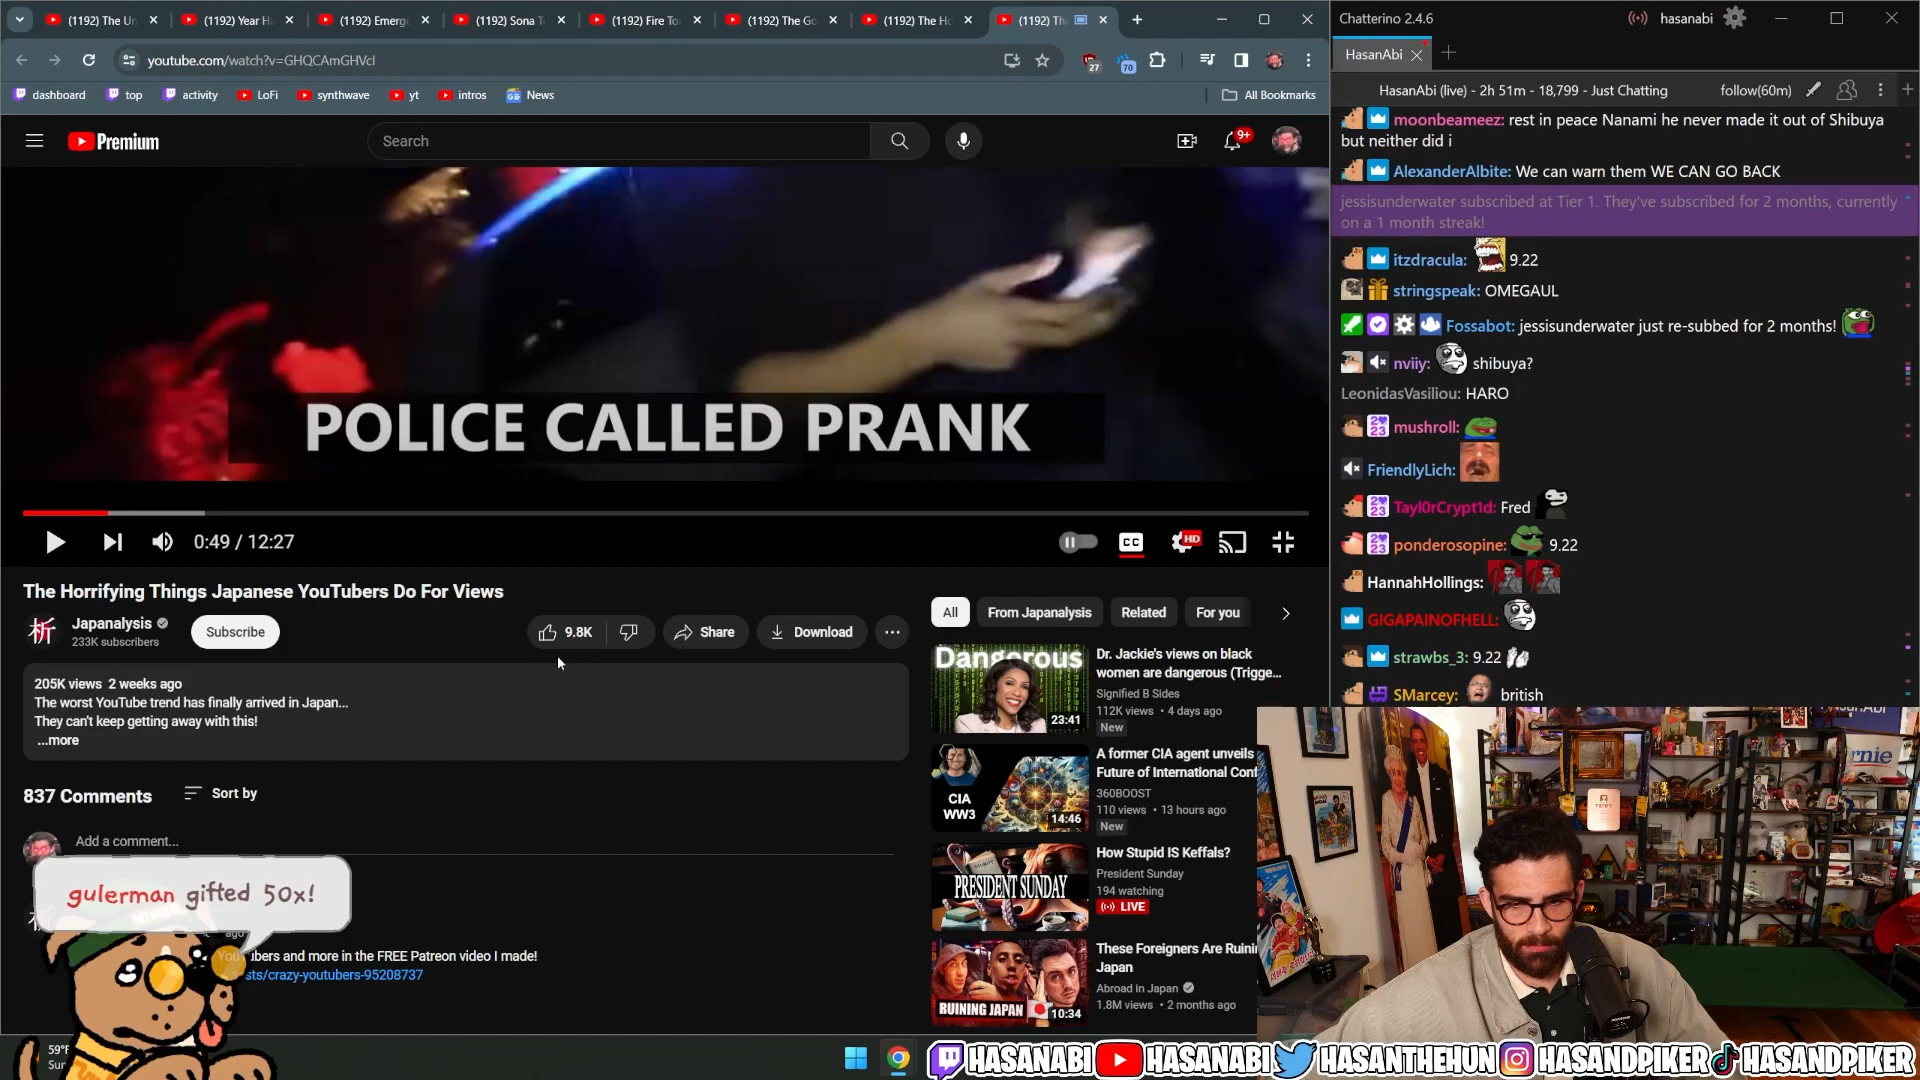 (1192) The Un
(1192) Year H
(1192) Emerge
(1192) Sona T
(1192) Fire To
(1192) The Go
(1192) The Ho
(1192) Th
youtube.com/watch?v=GHQCAmGHVcI
27
70
dashboard
top
activity
LoFi
synthwave
yt
intros
News
All Bookmarks
Premium
Search
9+
POLICE CALLED PRANK
0:49 / 12:27
CC
HD
The Horrifying Things Japanese YouTubers Do For Views
析
Japanalysis
233K subscribers
Subscribe
9.8K
Share
Download
205K views 2 weeks ago
The worst YouTube trend has finally arrived in Japan...
They can't keep getting away with this!
...more
837 Comments
Sort by
Add a comment...
gulerman gifted 50x!
ago
ubers and more in the FREE Patreon video I made!
sts/crazy-youtubers-95208737
59°F
All
From Japanalysis
Related
For you
Dangerous
23:41
Dr. Jackie's views on black
women are dangerous (Trigge...
Signified B Sides
112K views • 4 days ago
New
CIA
WW3
14:46
A former CIA agent unveils
Future of International Conf
360BOOST
110 views • 13 hours ago
New
PRESIDENT SUNDAY
How Stupid IS Keffals?
President Sunday
194 watching
LIVE
RUINING JAPAN
10:34
These Foreigners Are Ruini
Japan
Abroad in Japan
1.8M views • 2 months ago
Chatterino 2.4.6
hasanabi
HasanAbi
HasanAbi (live) - 2h 51m - 18,799 - Just Chatting
follow(60m)
moonbeameez: rest in peace Nanami he never made it out of Shibuya
but neither did i
AlexanderAlbite: We can warn them WE CAN GO BACK
jessisunderwater subscribed at Tier 1. They've subscribed for 2 months, currently
on a 1 month streak!
itzdracula: 9.22
stringspeak: OMEGAUL
Fossabot: jessisunderwater just re-subbed for 2 months!
nviiy: shibuya?
LeonidasVasiliou: HARO
mushroll:
FriendlyLich:
Tayl0rCrypt1d: Fred
ponderosopine: 9.22
HannahHollings:
GIGAPAINOFHELL:
strawbs_3: 9.22
SMarcey: british
rnie
HASANABI
HASANABI
HASANTHEHUN
HASANDPIKER
HASANDPIKER